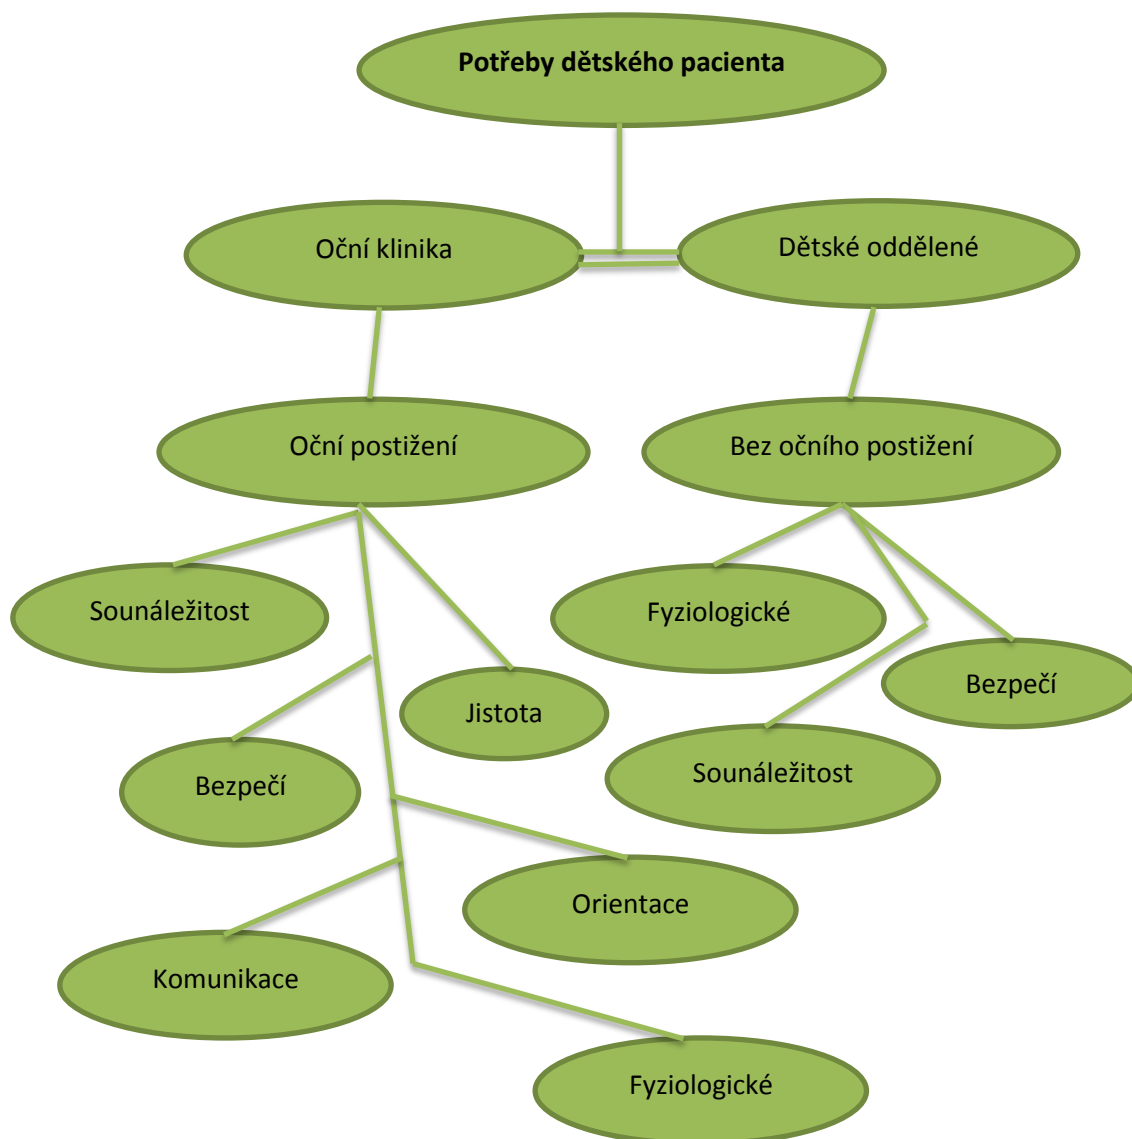 Potřeby dětského pacienta
Oční klinika
Dětské oddělené
Oční postižení
Bez očního postižení
Sounáležitost
Fyziologické
Bezpečí
Jistota
Bezpečí
Sounáležitost
Orientace
Komunikace
Fyziologické